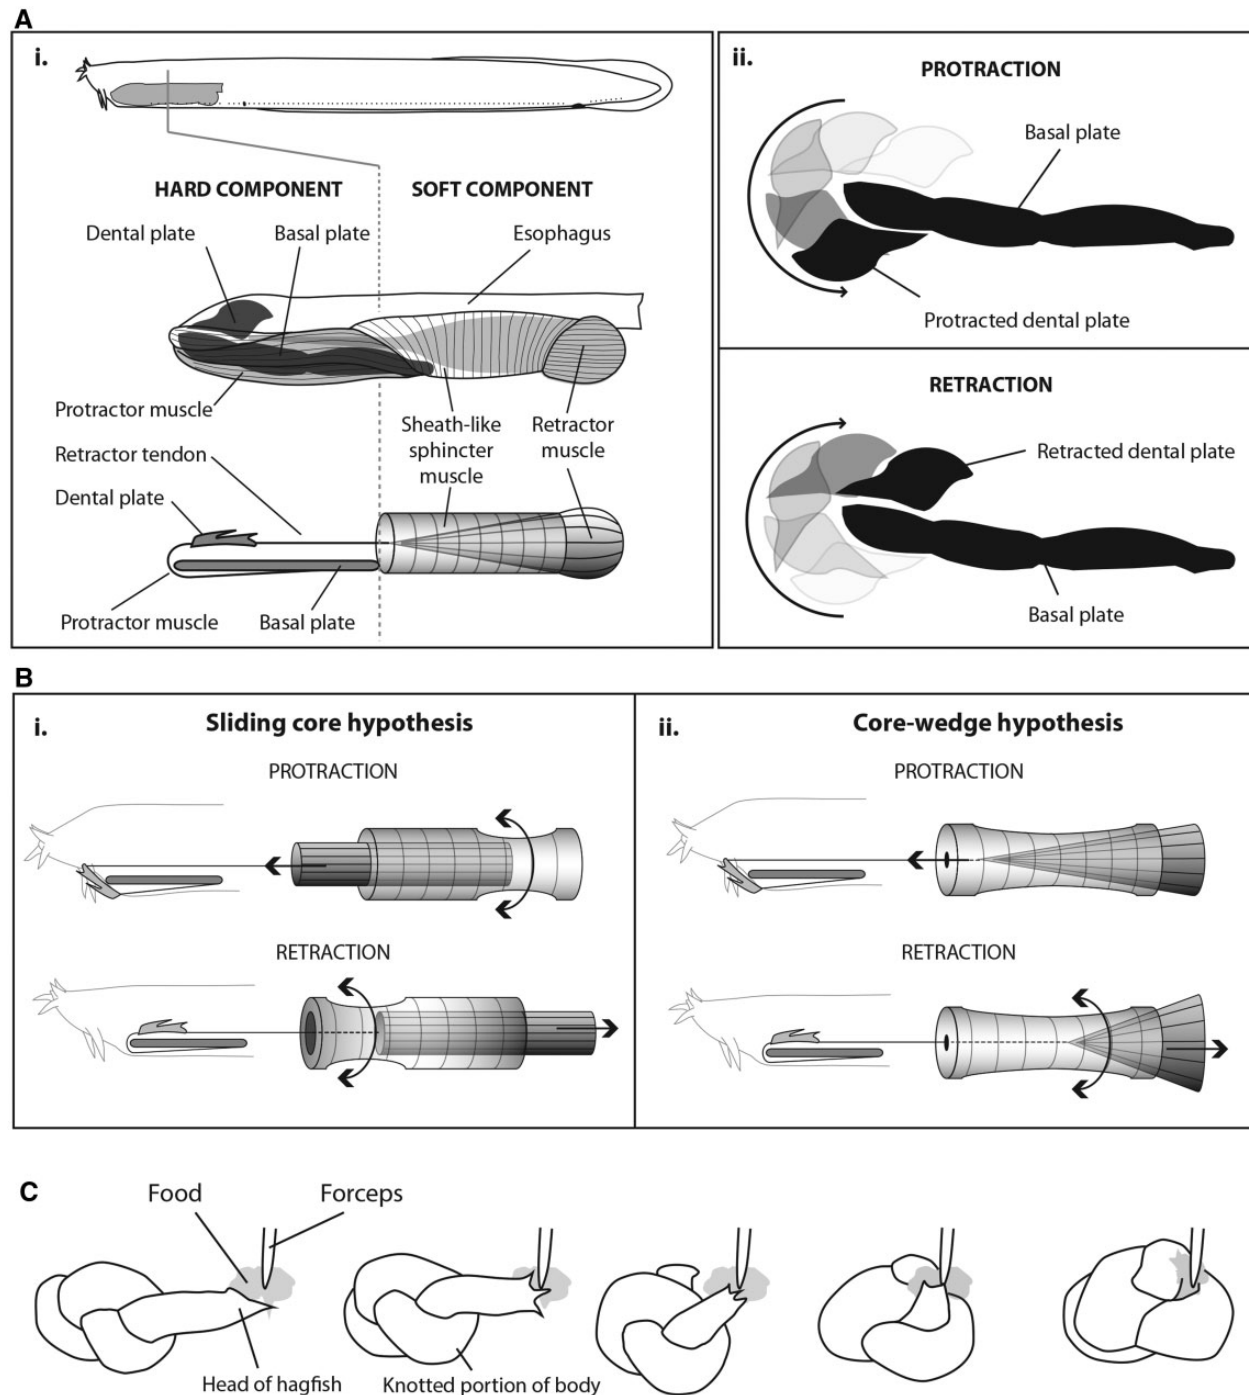 A
i.
HARD COMPONENT
SOFT COMPONENT
Dental plate
Basal plate
Esophagus
Protractor muscle
Sheath-like
sphincter
muscle
Retractor
muscle
Retractor tendon
Dental plate
Protractor muscle
Basal plate
ii.
PROTRACTION
Basal plate
Protracted dental plate
RETRACTION
Retracted dental plate
Basal plate
B
i.
Sliding core hypothesis
PROTRACTION
RETRACTION
ii.
Core-wedge hypothesis
PROTRACTION
RETRACTION
C
Food
Forceps
Head of hagfish
Knotted portion of body